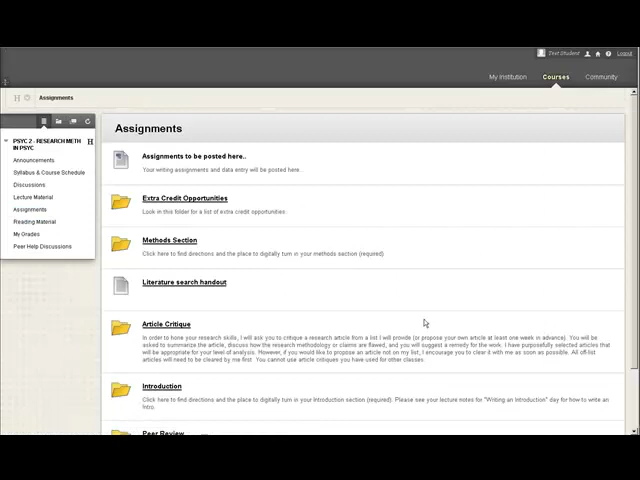 Test Student Logout
My Institution Courses Community
Assignments
PSYC 2 - RESEARCH METH
IN PSYC
Announcements
Syllabus & Course Schedule
Discussions
Lecture Material
Assignments
Reading Material
My Grades
Peer Help Discussions
Assignments
Assignments to be posted here..
Your writing assignments and data entry will be posted here.
Extra Credit Opportunities
Look in this folder for a list of extra credit opportunities.
Methods Section
Click here to find directions and the place to digitally turn in your methods section (required)
Literature search handout
Article Critique
In order to hone your research skills, I will ask you to critique a research article from a list I will provide (or propose your own article at least one week in advance). You will be
asked to summarize the article, discuss how the research methodology or claims are flawed, and you will suggest a remedy for the work. I have purposefully selected articles that
will be appropriate for your level of analysis. However, if you would like to propose an article not on my list, I encourage you to clear it with me as soon as possible. All off-list
articles will need to be cleared by me first. You cannot use article critiques you have used for other classes.
Introduction
Click here to find directions and the place to digitally turn in your Introduction section (required). Please see your lecture notes for "Writing an Introduction" day for how to write an
Intro.
Peer Review